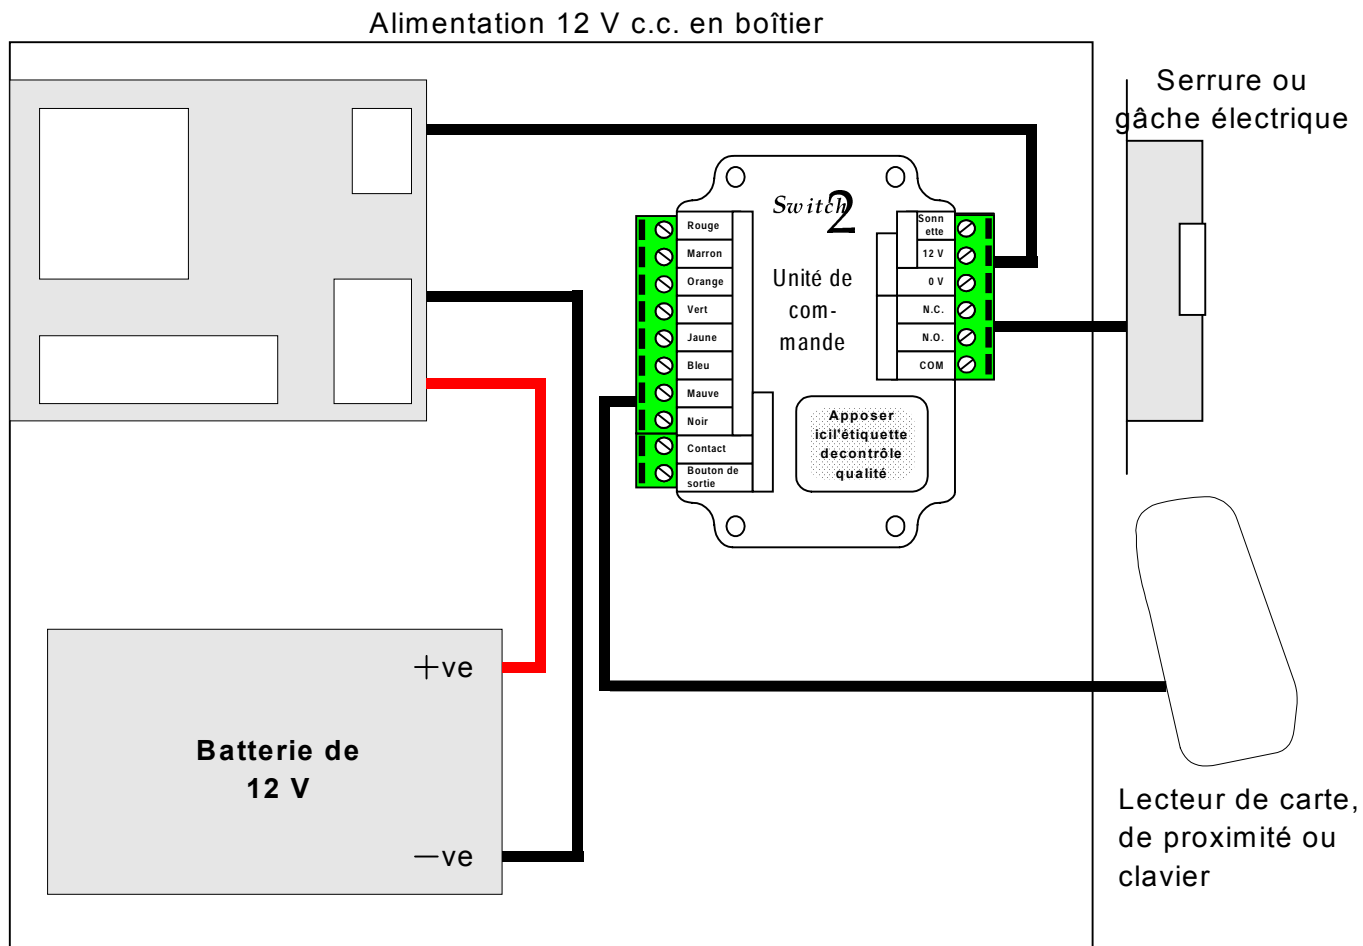 Alimentation 12 V c.c. en boîtier
Serrure ou
gâche électrique
Switch 2
Unité de
com-
mande
Rouge
Marron
Orange
Vert
Jaune
Bleu
Mauve
Noir
Contact
Bouton de
sortie
Sonn
ette
12 V
0 V
N.C.
N.O.
COM
Apposer
icil'étiquette
decontrôle
qualité
+ve
Batterie de
12 V
−ve
Lecteur de carte,
de proximité ou
clavier